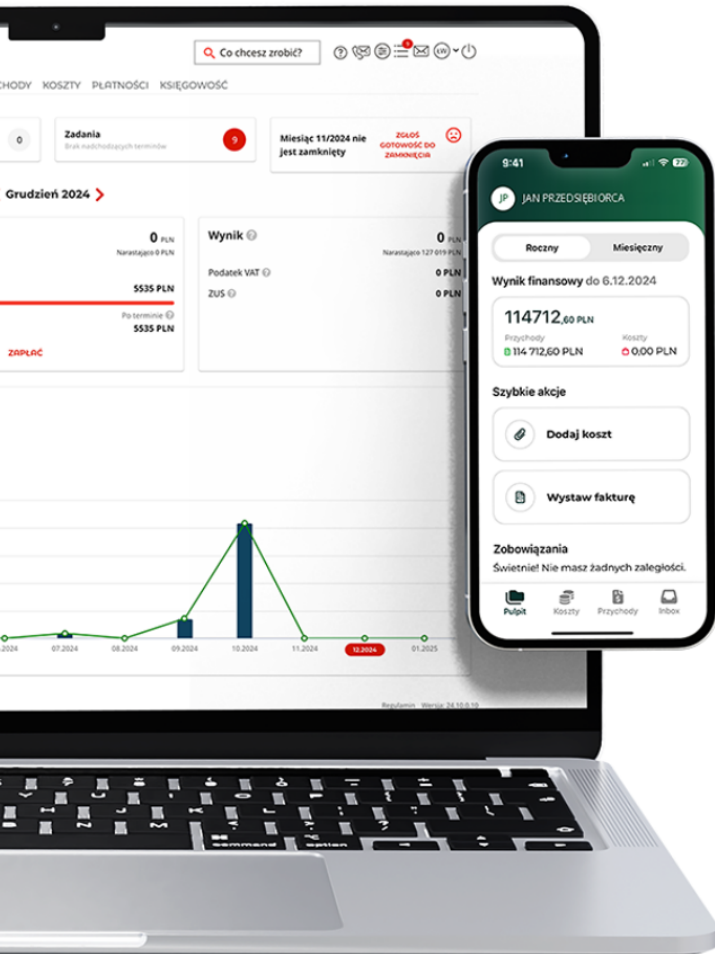 Co chcesz zrobić?
CHODY KOSZTY PŁATNOŚCI KSIĘGOWOŚĆ
0
Zadania
Brak nadchodzących terminów
9
Miesiąc 11/2024 nie
jest zamknięty
ZGŁOŚ
GOTOWOŚĆ DO
ZAMKNIĘCIA
Grudzień 2024
0 PLN
Narastająco 0 PLN
5535 PLN
Po terminie
5535 PLN
ZAPŁAĆ
Wynik
0 PLN
Narastająco 127 019 PLN
Podatek VAT
0 PLN
ZUS
0 PLN
.2024 07.2024 08.2024 09.2024 10.2024 11.2024 12.2024 01.2025
Regulamin Wersja: 24.10.0.10
9:41
77
JP JAN PRZEDSIĘBIORCA
Roczny Miesięczny
Wynik finansowy do 6.12.2024
114712,60 PLN
Przychody Koszty
114 712,60 PLN 0,00 PLN
Szybkie akcje
Dodaj koszt
Wystaw fakturę
Zobowiązania
Świetnie! Nie masz żadnych zaległości.
Pulpit Koszty Przychody Inbox
command option